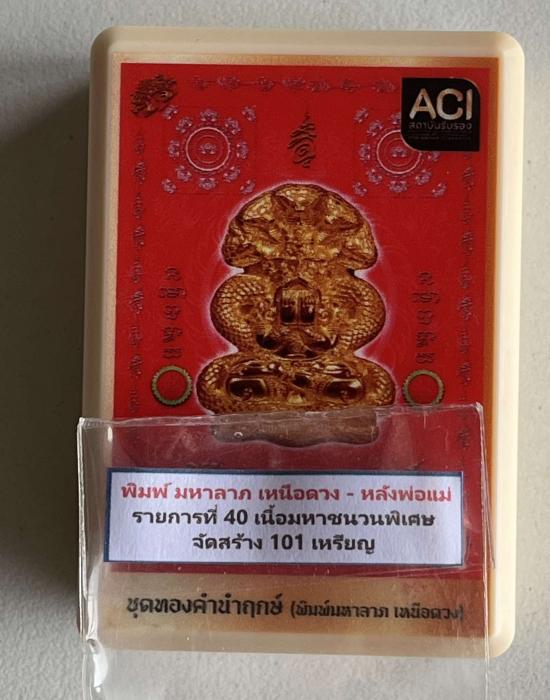 ACI
สถาบันรับรอง
พิมพ์ มหาลาภ เหนือดวง - หลังพ่อแม่
รายการที่ 40 เนื้อมหาชนวนพิเศษ
จัดสร้าง 101 เหรียญ
ชุดทองคำนำฤกษ์ (พิมพ์มหาลาภ เหนือดวง)